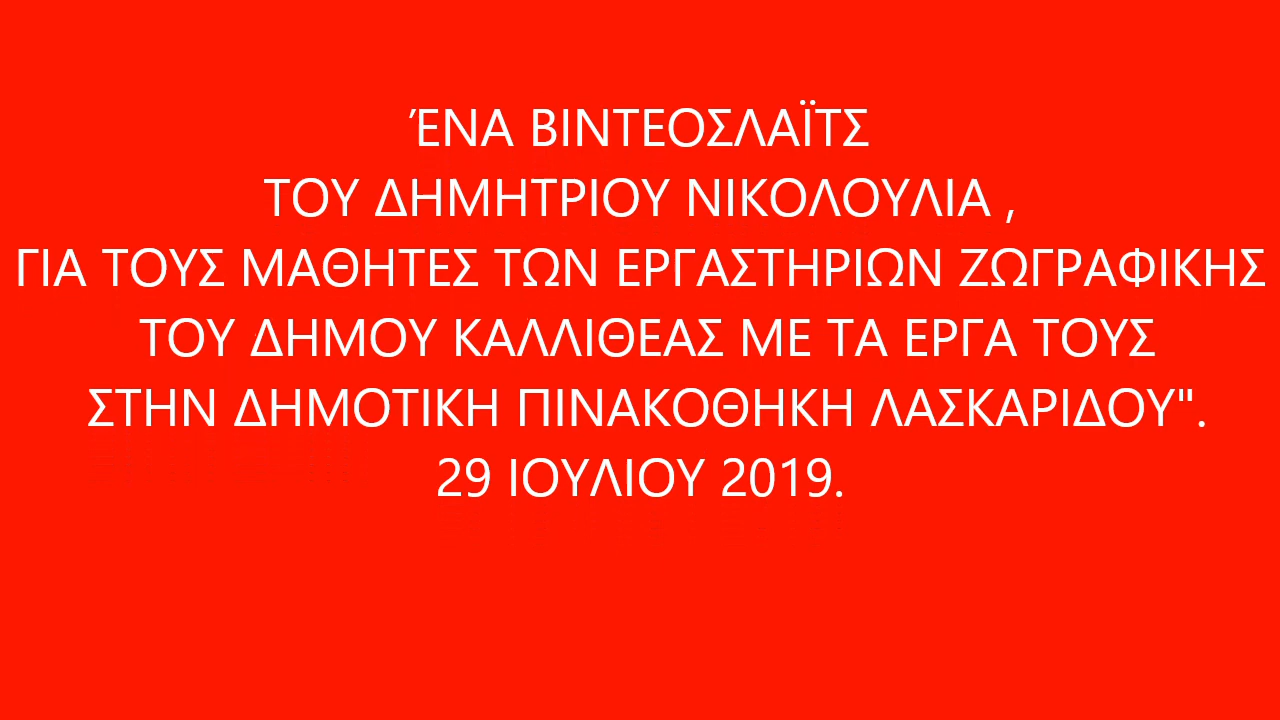 ΈΝΑ ΒΙΝΤΕΟΣΛΑΪΤΣ
ΤΟΥ ΔΗΜΗΤΡΙΟΥ ΝΙΚΟΛΟΥΛΙΑ ,
ΓΙΑ ΤΟΥΣ ΜΑΘΗΤΕΣ ΤΩΝ ΕΡΓΑΣΤΗΡΙΩΝ ΖΩΓΡΑΦΙΚΗΣ
ΤΟΥ ΔΗΜΟΥ ΚΑΛΛΙΘΕΑΣ ΜΕ ΤΑ ΕΡΓΑ ΤΟΥΣ
ΣΤΗΝ ΔΗΜΟΤΙΚΗ ΠΙΝΑΚΟΘΗΚΗ ΛΑΣΚΑΡΙΔΟΥ".
29 ΙΟΥΛΙΟΥ 2019.